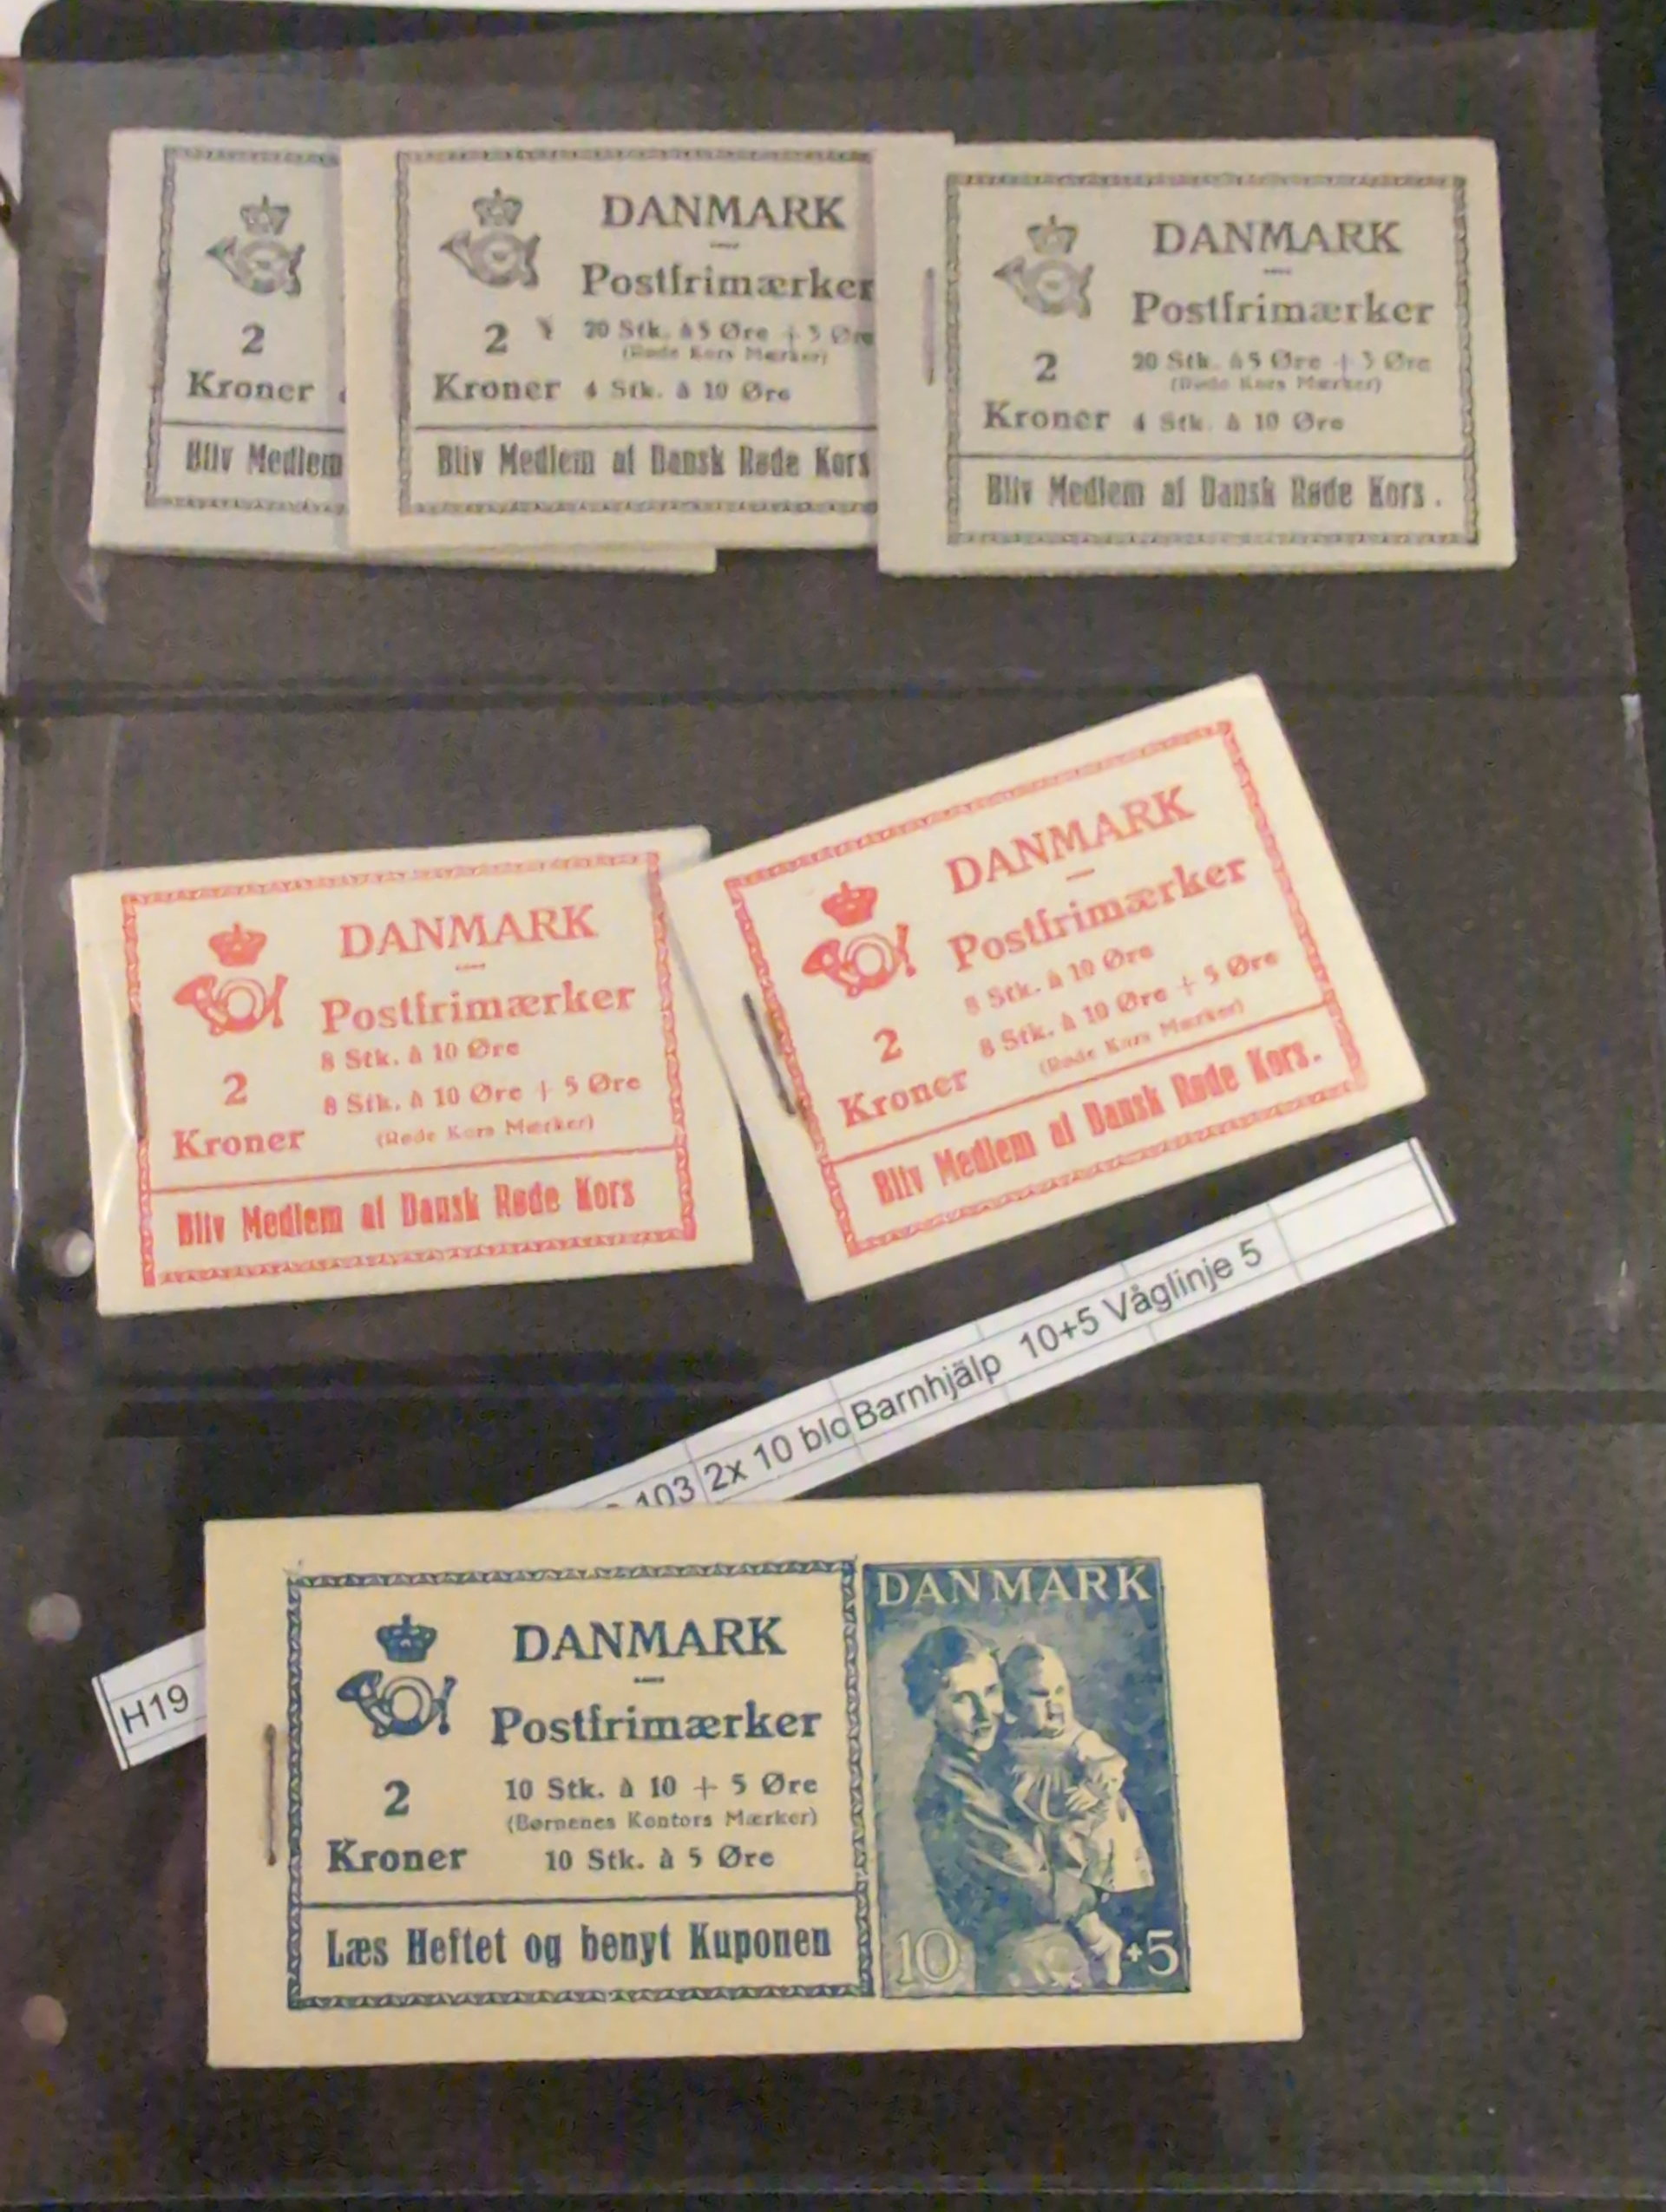 2
Kroner
Bliv Medlem
DANMARK
Postfrimærker
2
20 Stk. à 5 Øre + 5 Øre
(Røde Kors Mærker)
Kroner 4 Stk. à 10 Øre
Bliv Medlem af Dansk Røde Kors
DANMARK
Postfrimærker
2
20 Stk. à 5 Øre + 5 Øre
(Røde Kors Mærker)
Kroner 4 Stk. à 10 Øre
Bliv Medlem af Dansk Røde Kors.
DANMARK
Postfrimærker
8 Stk. à 10 Øre
2
8 Stk. à 10 Øre + 5 Øre
Kroner
(Røde Kors Mærker)
Bliv Medlem af Dansk Røde Kors
DANMARK
Postfrimærker
8 Stk. à 10 Øre
2
8 Stk. à 10 Øre + 5 Øre
Kroner
(Røde Kors Mærker)
Bliv Medlem af Dansk Røde Kors.
H19
103 2x 10 blo Barnhjälp 10+5 Våglinje 5
DANMARK
Postfrimærker
2
10 Stk. à 10 + 5 Øre
(Børnenes Kontors Mærker)
Kroner
10 Stk. à 5 Øre
Læs Heftet og benyt Kuponen
DANMARK
10 +5